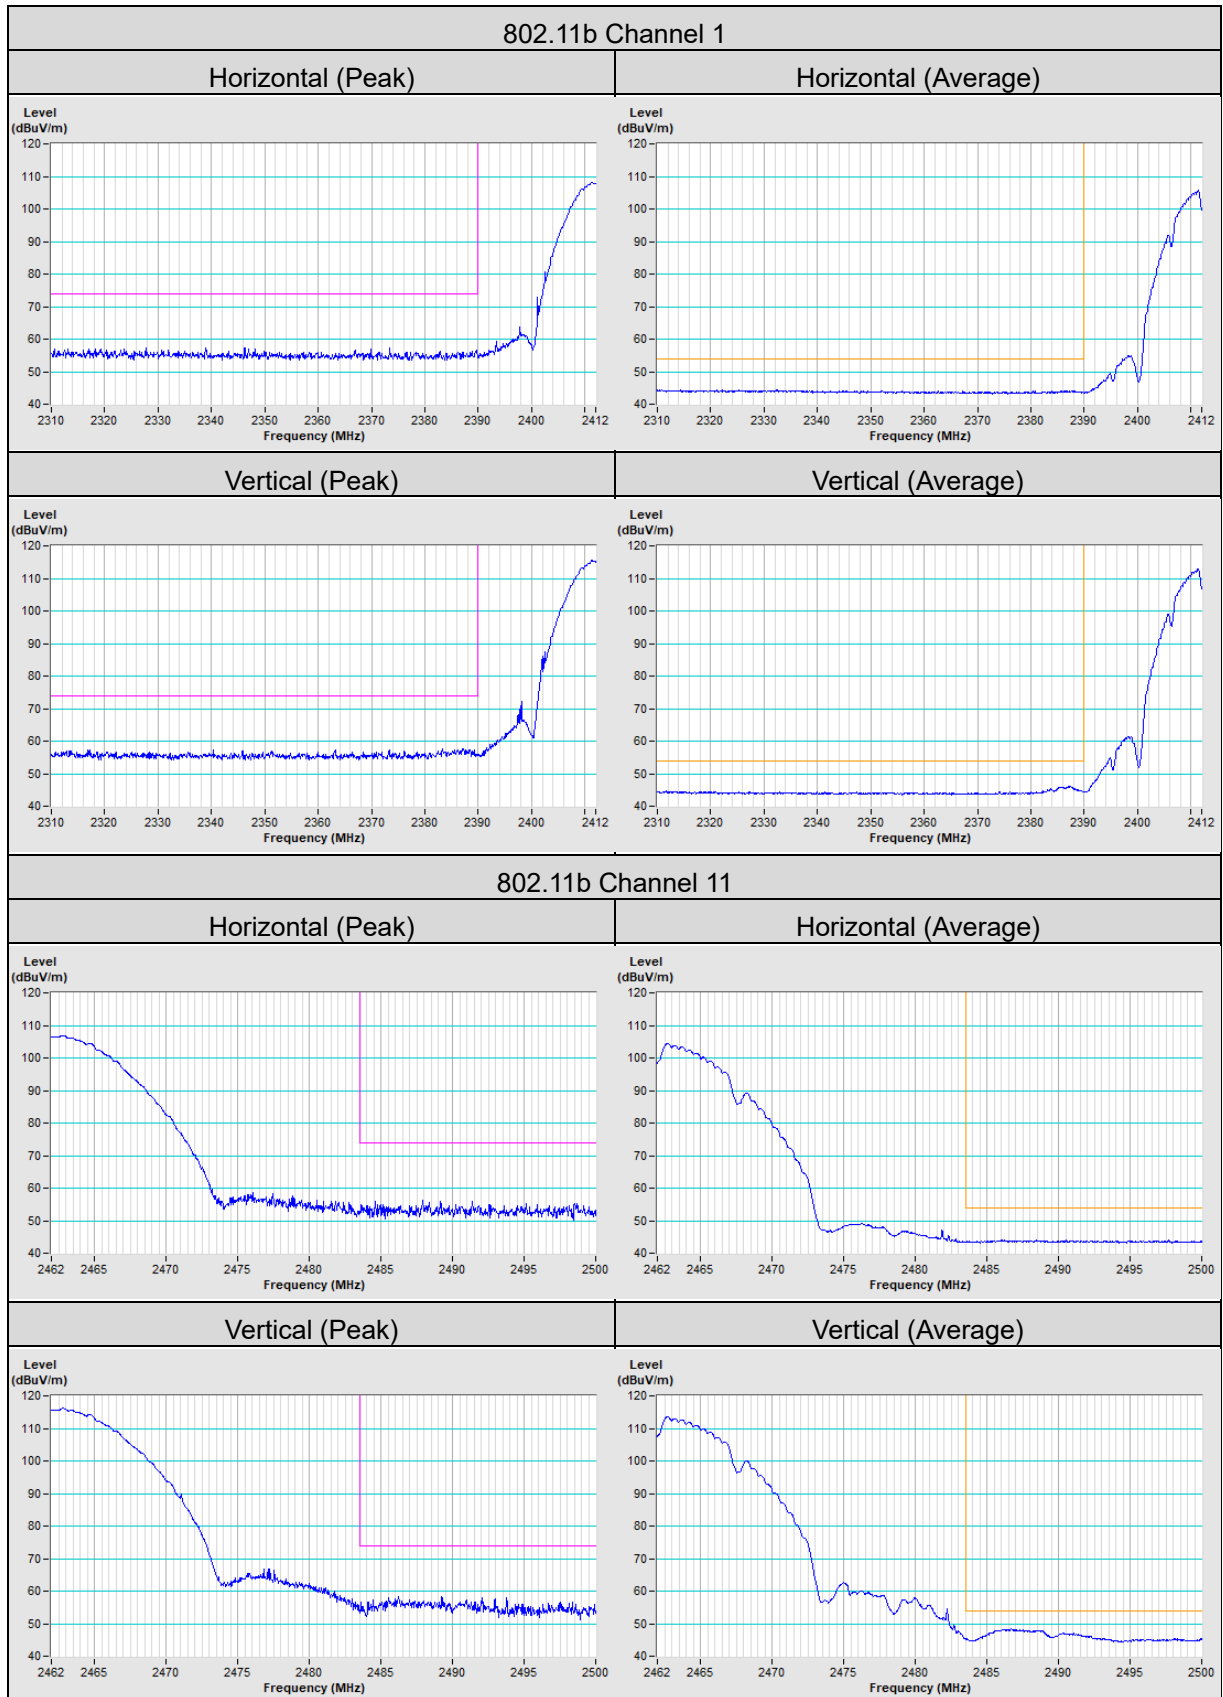 802.11b Channel 1
Horizontal (Peak) Horizontal (Average)
Level Level
(dBuV/m) (dBuV/m)
120 120
110 110
100 100
90 90
80 80
70 70
60 60
50 50
40 40
2310 2320 2330 2340 2350 2360 2370 2380 2390 2400 2412 2310 2320 2330 2340 2350 2360 2370 2380 2390 2400 2412
Frequency (MHz) Frequency (MHz)
Vertical (Peak) Vertical (Average)
Level Level
(dBuV/m) (dBuV/m)
120 120
110 110
100 100
90 90
80 80
70 70
60 60
50 50
40 40
2310 2320 2330 2340 2350 2360 2370 2380 2390 2400 2412 2310 2320 2330 2340 2350 2360 2370 2380 2390 2400 2412
Frequency (MHz) Frequency (MHz)
802.11b Channel 11
Horizontal (Peak) Horizontal (Average)
Level Level
(dBuV/m) (dBuV/m)
120 120
110 110
100 100
90 90
80 80
70 70
60 60
50 50
40 40
2462 2465 2470 2475 2480 2485 2490 2495 2500 2462 2465 2470 2475 2480 2485 2490 2495 2500
Frequency (MHz) Frequency (MHz)
Vertical (Peak) Vertical (Average)
Level Level
(dBuV/m) (dBuV/m)
120 120
110 110
100 100
90 90
80 80
70 70
60 60
50 50
40 40
2462 2465 2470 2475 2480 2485 2490 2495 2500 2462 2465 2470 2475 2480 2485 2490 2495 2500
Frequency (MHz) Frequency (MHz)